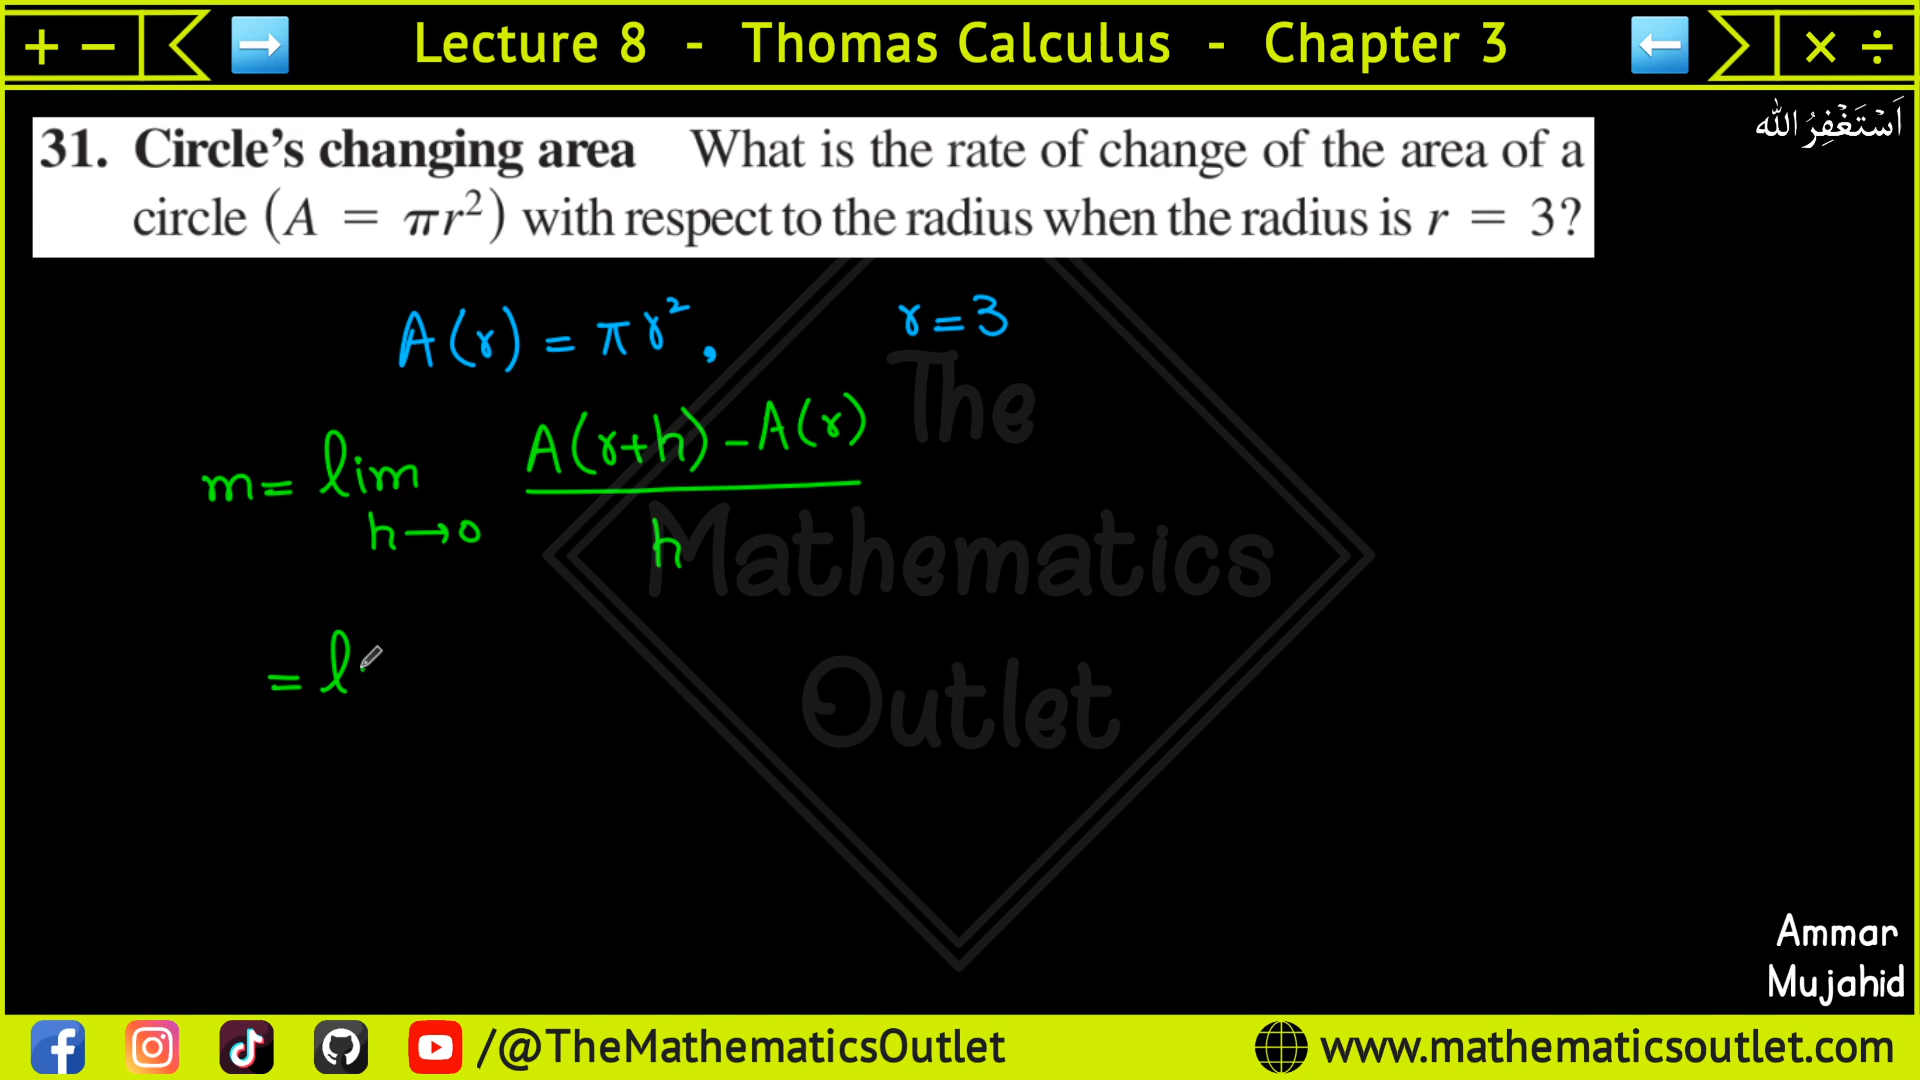 + − Lecture 8 - Thomas Calculus - Chapter 3 × ÷
اَسْتَغْفِرُ اللّٰه
31. Circle’s changing area What is the rate of change of the area of a
circle (A = πr²) with respect to the radius when the radius is r = 3?
A(r) = πr², r = 3
m = lim h→0 A(r+h) − A(r) / h
= l
The
Mathematics
Outlet
Ammar
Mujahid
/@TheMathematicsOutlet www.mathematicsoutlet.com